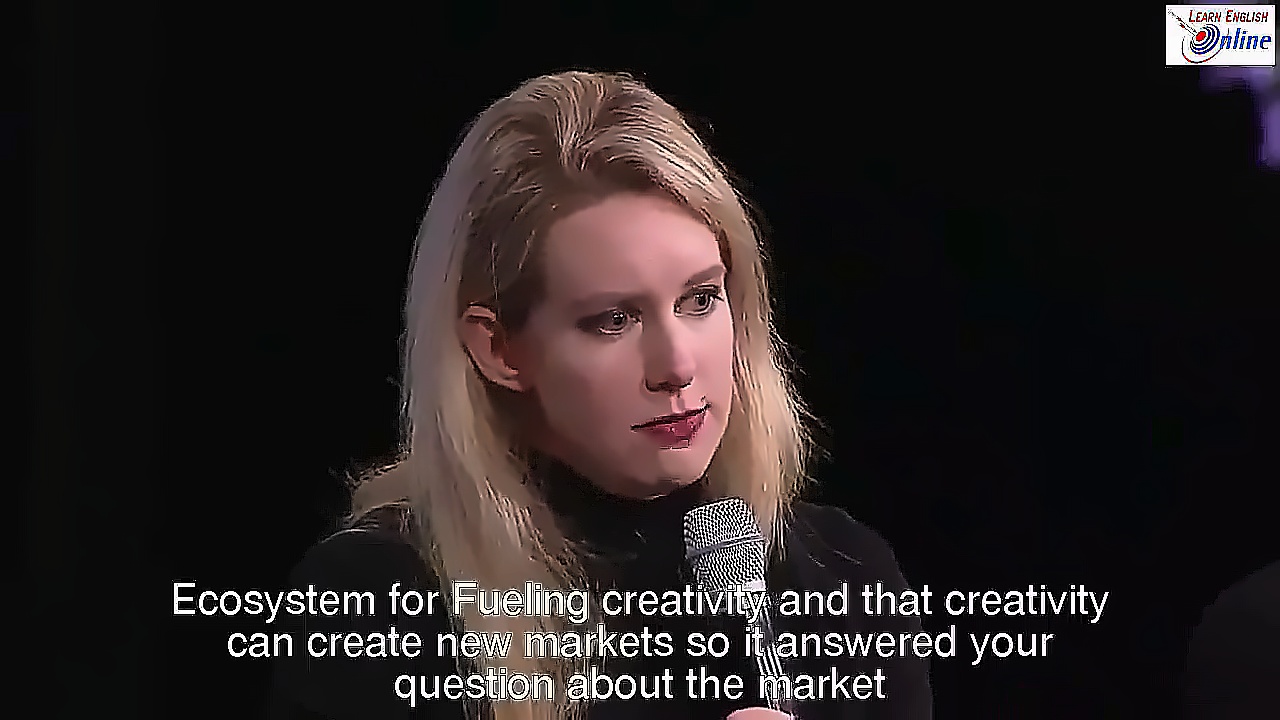 LEARN ENGLISH
Online
Ecosystem for Fueling creativity and that creativity
can create new markets so it answered your
question about the market